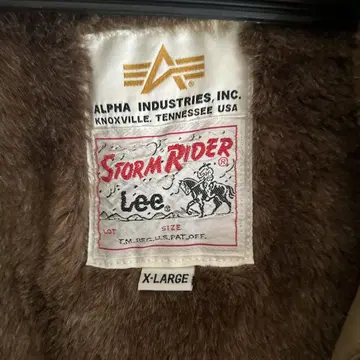 ALPHA INDUSTRIES, INC.
KNOXVILLE, TENNESSEE USA
STORM RIDER®
Lee®
LOT SIZE
T.M. REG. U.S. PAT. OFF.
X-LARGE